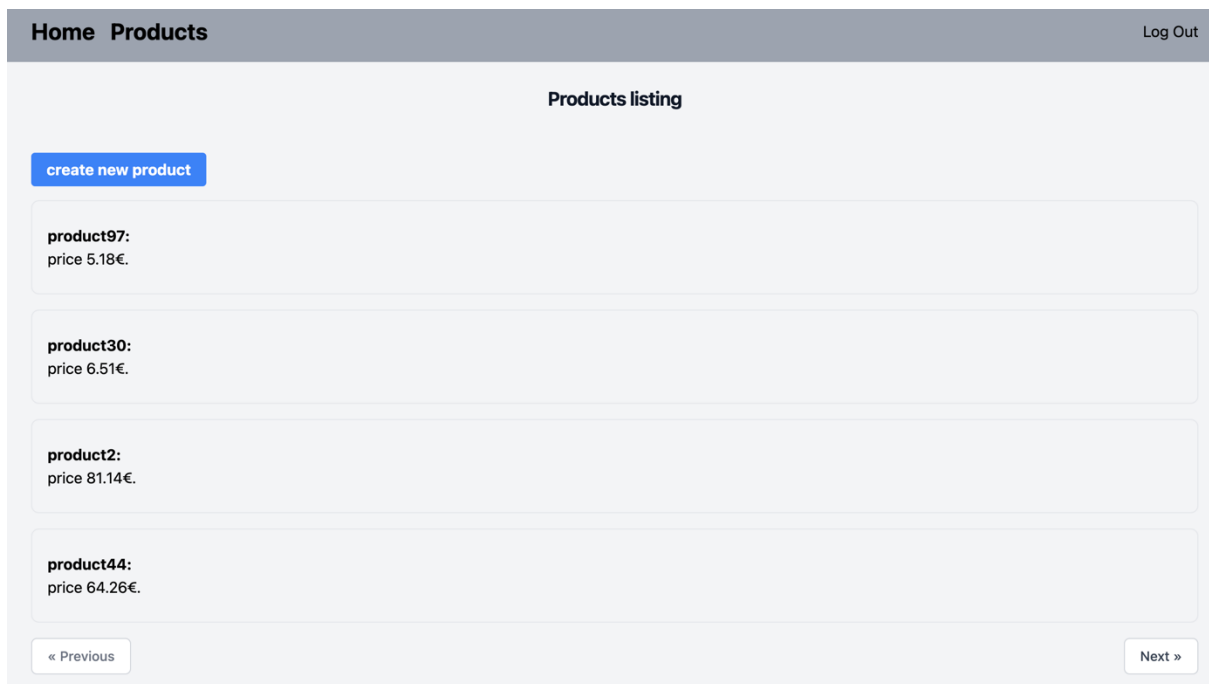 Home Products Log Out
Products listing
create new product
product97:
price 5.18€.
product30:
price 6.51€.
product2:
price 81.14€.
product44:
price 64.26€.
« Previous Next »